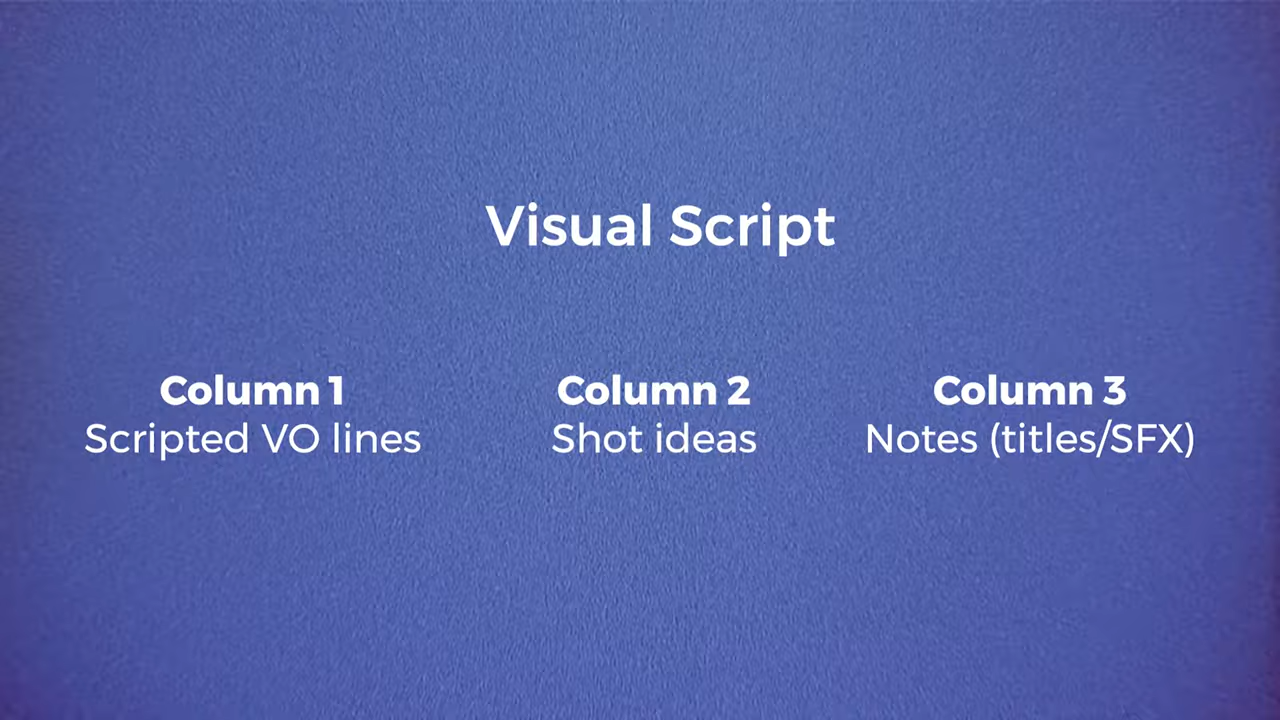 Visual Script
Column 1
Scripted VO lines
Column 2
Shot ideas
Column 3
Notes (titles/SFX)